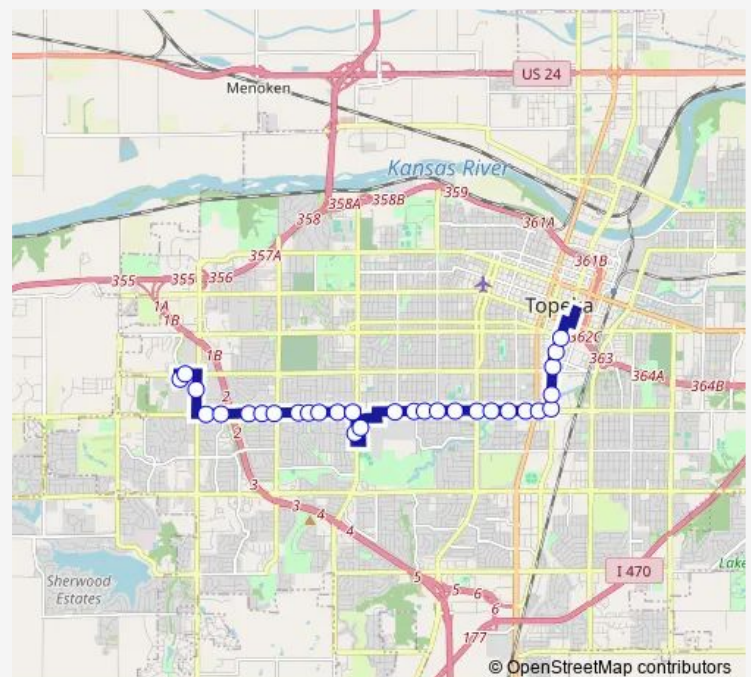 US 24
Menoken
Kansas River
358A
358B
359
358
361A
357A
361B
355
355
356
1A
Topeka
1B
362C
1B
363
364A
364B
2
2
3
3
4
4
5
5
6
6
I 470
Sherwood
Estates
177
Lake
© OpenStreetMap contributors